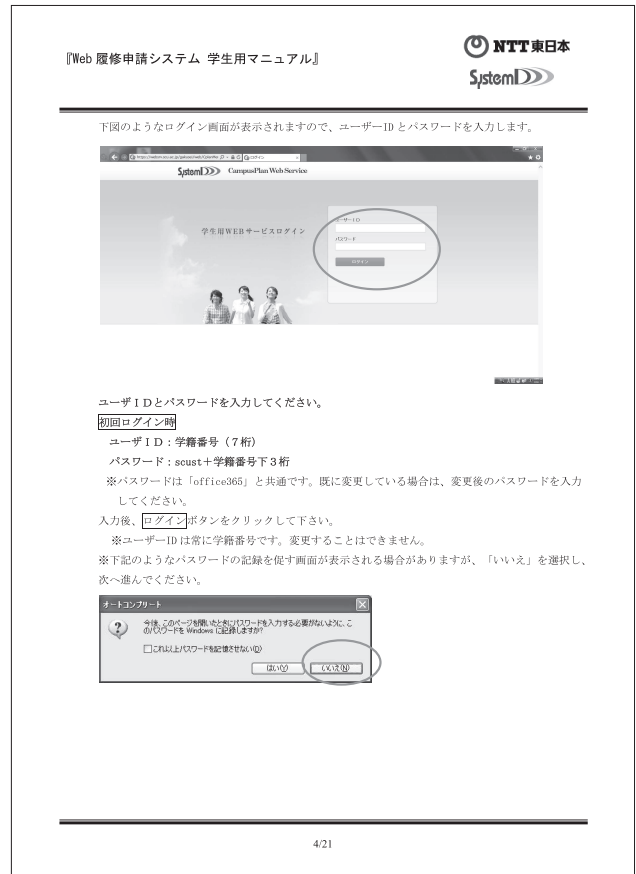 『Web 履修申請システム 学生用マニュアル』
NTT東日本
SystemD
下図のようなログイン画面が表示されますので、ユーザーID とパスワードを入力します。
SystemD CampusPlan Web Service
学生用WEBサービスログイン
ユーザーID
パスワード
ログイン
ユーザＩＤとパスワードを入力してください。
初回ログイン時
ユーザＩＤ：学籍番号（７桁）
パスワード：scust＋学籍番号下３桁
※パスワードは「office365」と共通です。既に変更している場合は、変更後のパスワードを入力
してください。
入力後、ログインボタンをクリックして下さい。
※ユーザーID は常に学籍番号です。変更することはできません。
※下記のようなパスワードの記録を促す画面が表示される場合がありますが、「いいえ」を選択し、
次へ進んでください。
オートコンプリート
今後、このページを開いたときにパスワードを入力する必要がないように、こ
のパスワードを Windows に記録しますか?
これ以上パスワードを記憶させない(D)
はい(Y)
いいえ(N)
4/21